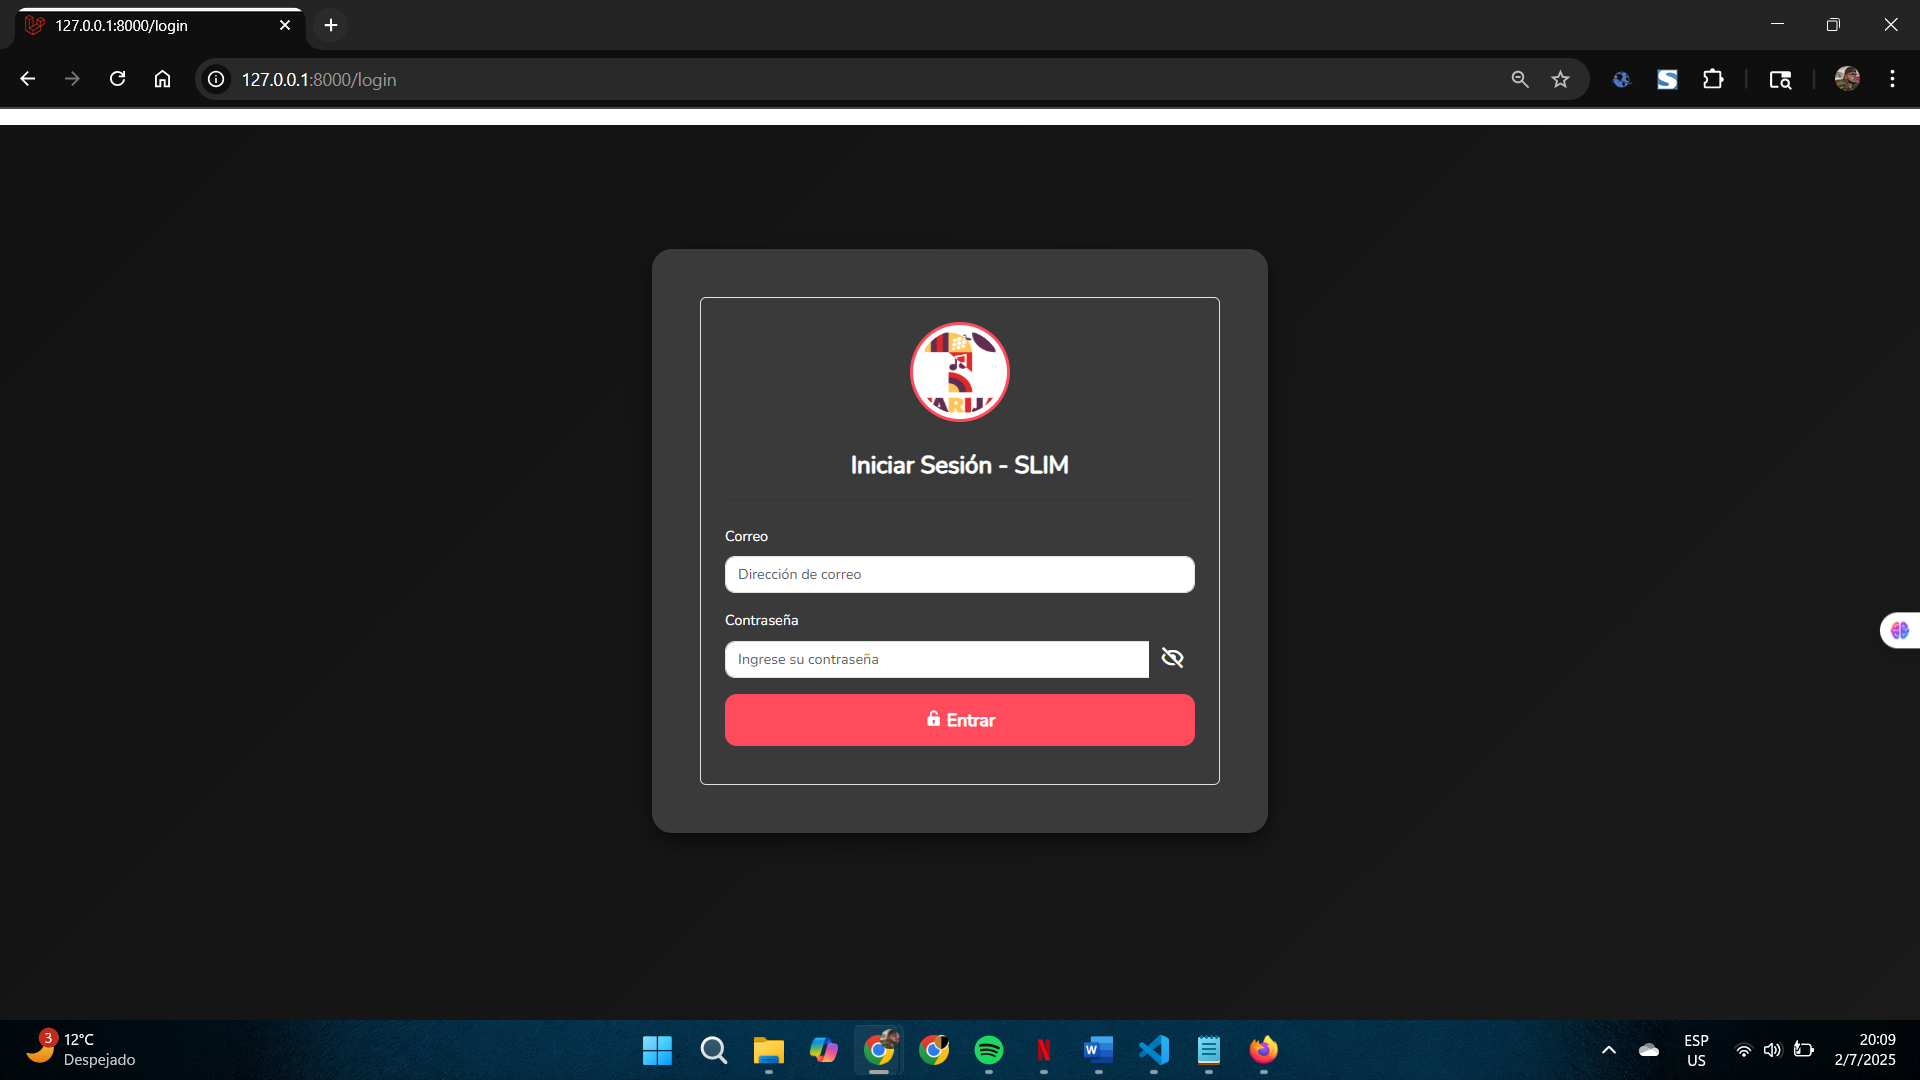 127.0.0.1:8000/login
127.0.0.1:8000/login
ARIJ
Iniciar Sesión - SLIM
Correo
Dirección de correo
Contraseña
Ingrese su contraseña
Entrar
3
12°C
Despejado
N
W
ESP
US
20:09
2/7/2025